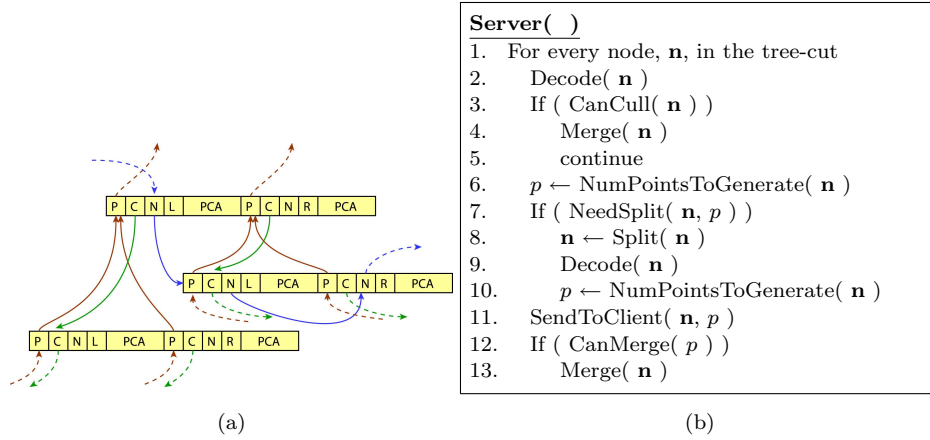 P C N L PCA P C N R PCA
P C N L PCA P C N R PCA
P C N L PCA P C N R PCA
(a)
Server( )
1. For every node, n, in the tree-cut
2. Decode( n )
3. If ( CanCull( n ) )
4. Merge( n )
5. continue
6. p ← NumPointsToGenerate( n )
7. If ( NeedSplit( n, p ) )
8. n ← Split( n )
9. Decode( n )
10. p ← NumPointsToGenerate( n )
11. SendToClient( n, p )
12. If ( CanMerge( p ) )
13. Merge( n )
(b)